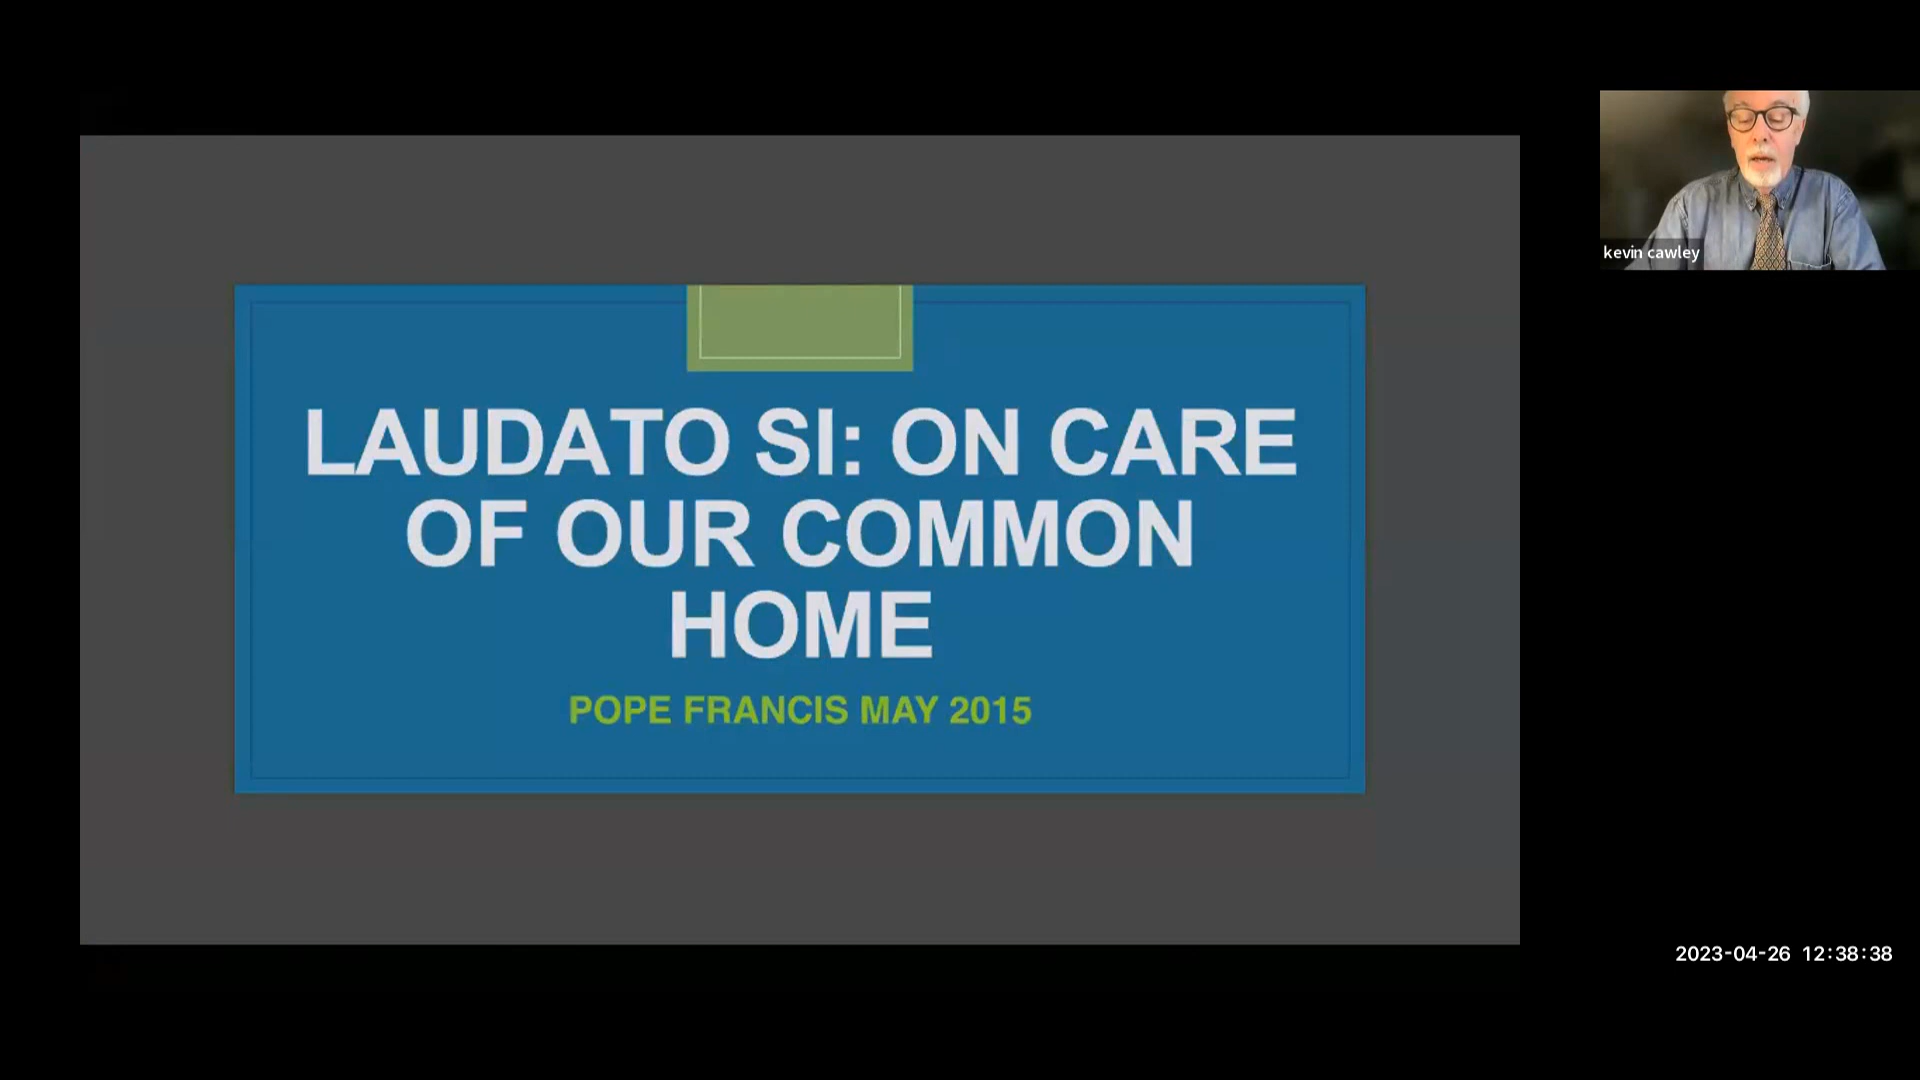 LAUDATO SI: ON CARE
OF OUR COMMON
HOME
POPE FRANCIS MAY 2015
kevin cawley
2023-04-26 12:38:38